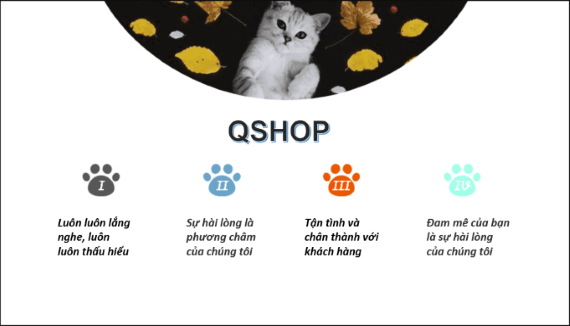 QSHOP
I
II
III
IV
Luôn luôn lắng
nghe, luôn
luôn thấu hiểu
Sự hài lòng là
phương châm
của chúng tôi
Tận tình và
chân thành với
khách hàng
Đam mê của bạn
là sự hài lòng
của chúng tôi